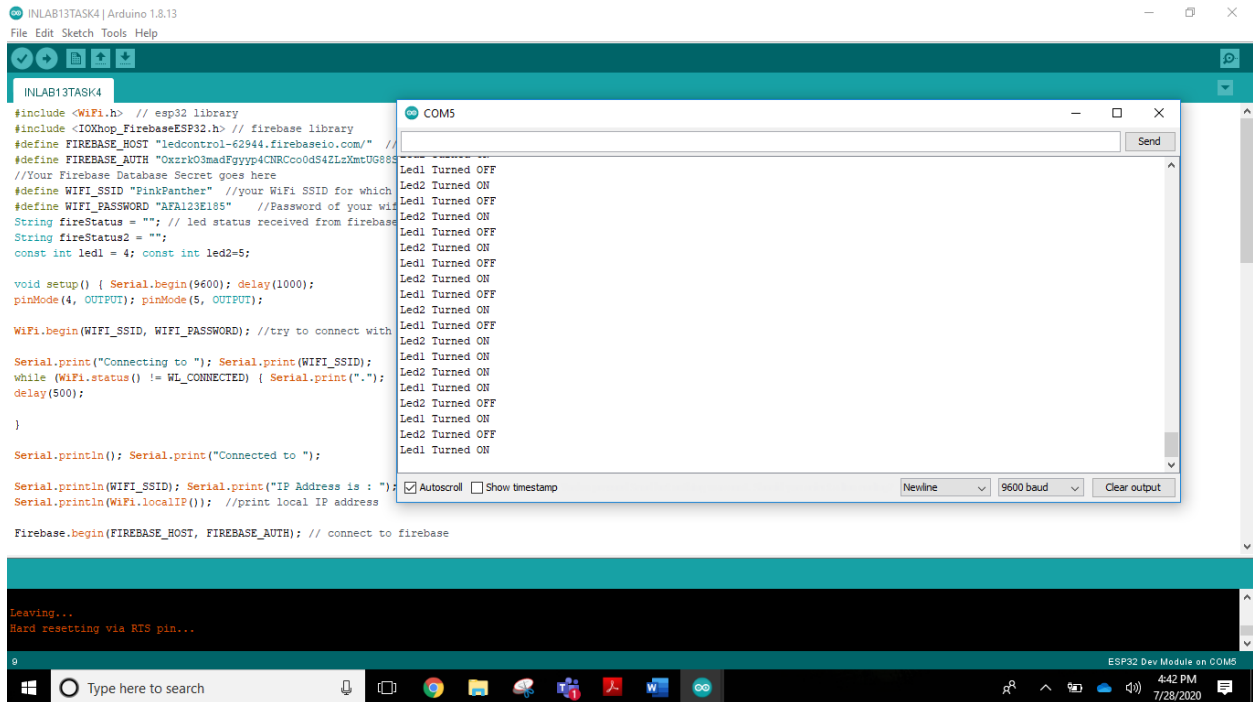 INLAB13TASK4 | Arduino 1.8.13
File Edit Sketch Tools Help
INLAB13TASK4
#include <WiFi.h> // esp32 library
#include <IOXhop_FirebaseESP32.h> // firebase library
#define FIREBASE_HOST "ledcontrol-62944.firebaseio.com/" //
#define FIREBASE_AUTH "OxzrkO3madFgyyp4CNRCco0dS4ZLzXmtUG88S
//Your Firebase Database Secret goes here
#define WIFI_SSID "PinkPanther" //your WiFi SSID for which
#define WIFI_PASSWORD "AFA123E185" //Password of your wif
String fireStatus = ""; // led status received from firebase
String fireStatus2 = "";
const int led1 = 4; const int led2=5;
void setup() { Serial.begin(9600); delay(1000);
pinMode(4, OUTPUT); pinMode(5, OUTPUT);
WiFi.begin(WIFI_SSID, WIFI_PASSWORD); //try to connect with
Serial.print("Connecting to "); Serial.print(WIFI_SSID);
while (WiFi.status() != WL_CONNECTED) { Serial.print(".");
delay(500);
}
Serial.println(); Serial.print("Connected to ");
Serial.println(WIFI_SSID); Serial.print("IP Address is : ");
Serial.println(WiFi.localIP()); //print local IP address
Firebase.begin(FIREBASE_HOST, FIREBASE_AUTH); // connect to firebase
COM5
Send
Led1 Turned OFF
Led2 Turned ON
Led1 Turned OFF
Led2 Turned ON
Led1 Turned OFF
Led2 Turned ON
Led1 Turned OFF
Led2 Turned ON
Led1 Turned OFF
Led2 Turned ON
Led1 Turned OFF
Led2 Turned ON
Led1 Turned ON
Led2 Turned ON
Led1 Turned ON
Led2 Turned OFF
Led1 Turned ON
Led2 Turned OFF
Led1 Turned ON
Autoscroll Show timestamp Newline 9600 baud Clear output
Leaving...
Hard resetting via RTS pin...
9 ESP32 Dev Module on COM5
Type here to search
4:42 PM
7/28/2020